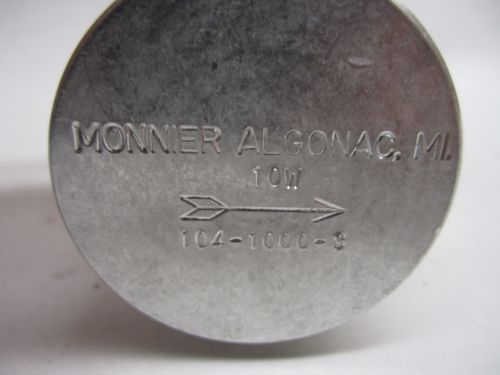 MONNIER ALGONAC, MI.
10W
104-1000-3